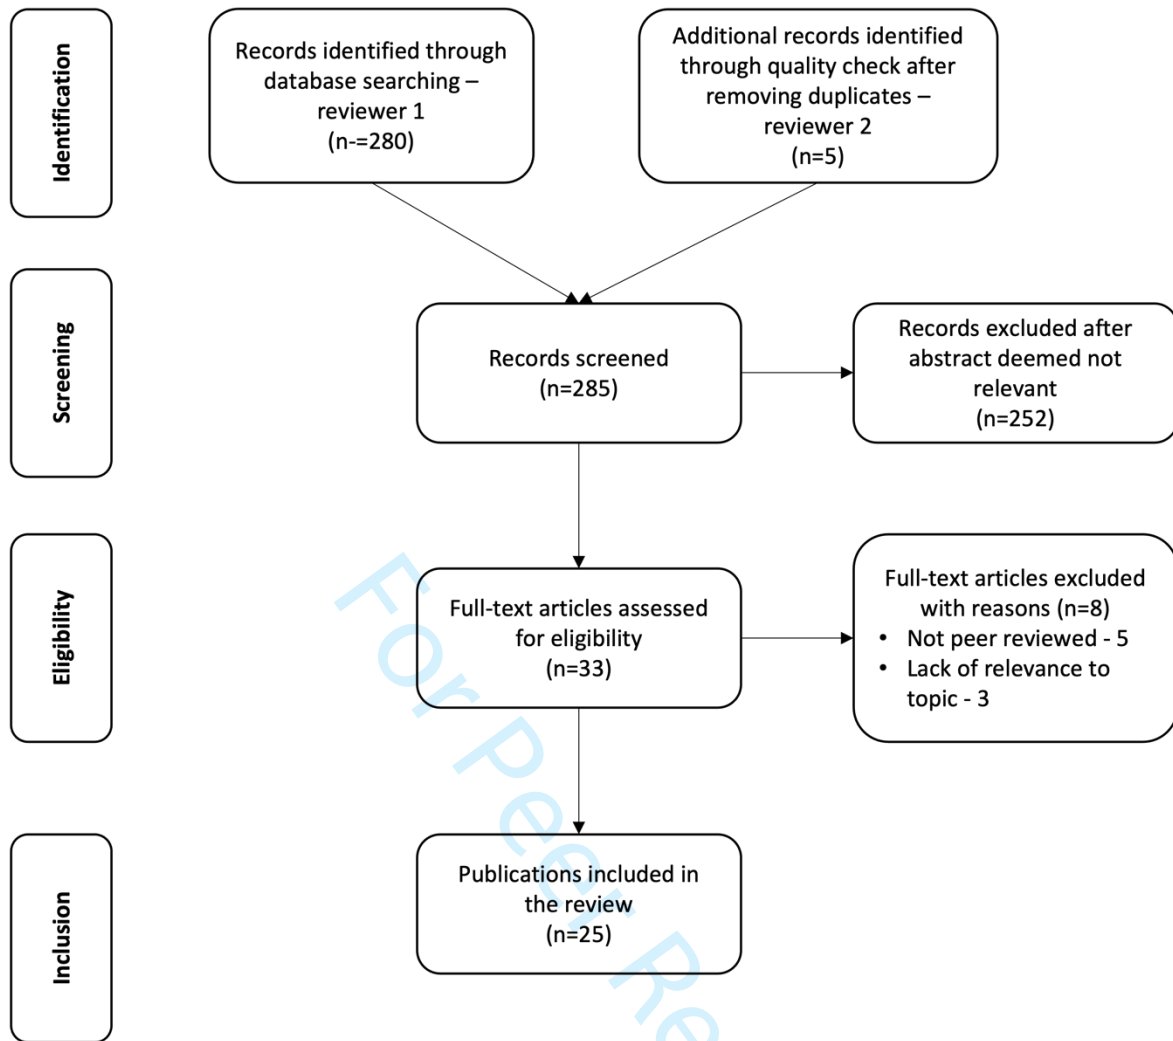 Identification
Records identified through
database searching –
reviewer 1
(n-=280)
Additional records identified
through quality check after
removing duplicates –
reviewer 2
(n=5)
Screening
Records screened
(n=285)
Records excluded after
abstract deemed not
relevant
(n=252)
Eligibility
Full-text articles assessed
for eligibility
(n=33)
Full-text articles excluded
with reasons (n=8)
• Not peer reviewed - 5
• Lack of relevance to
topic - 3
Inclusion
Publications included in
the review
(n=25)
For Peer Re